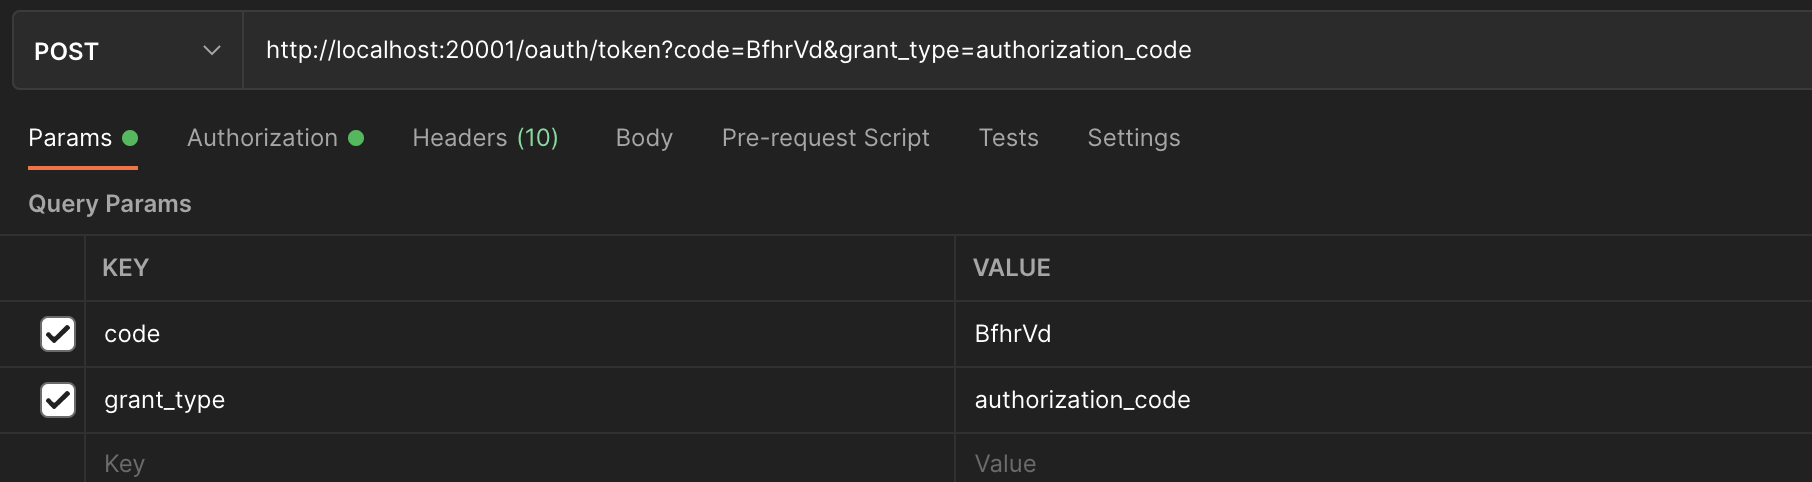 POST http://localhost:20001/oauth/token?code=BfhrVd&grant_type=authorization_code
Params Authorization Headers (10) Body Pre-request Script Tests Settings
Query Params
KEY VALUE
code BfhrVd
grant_type authorization_code
Key Value